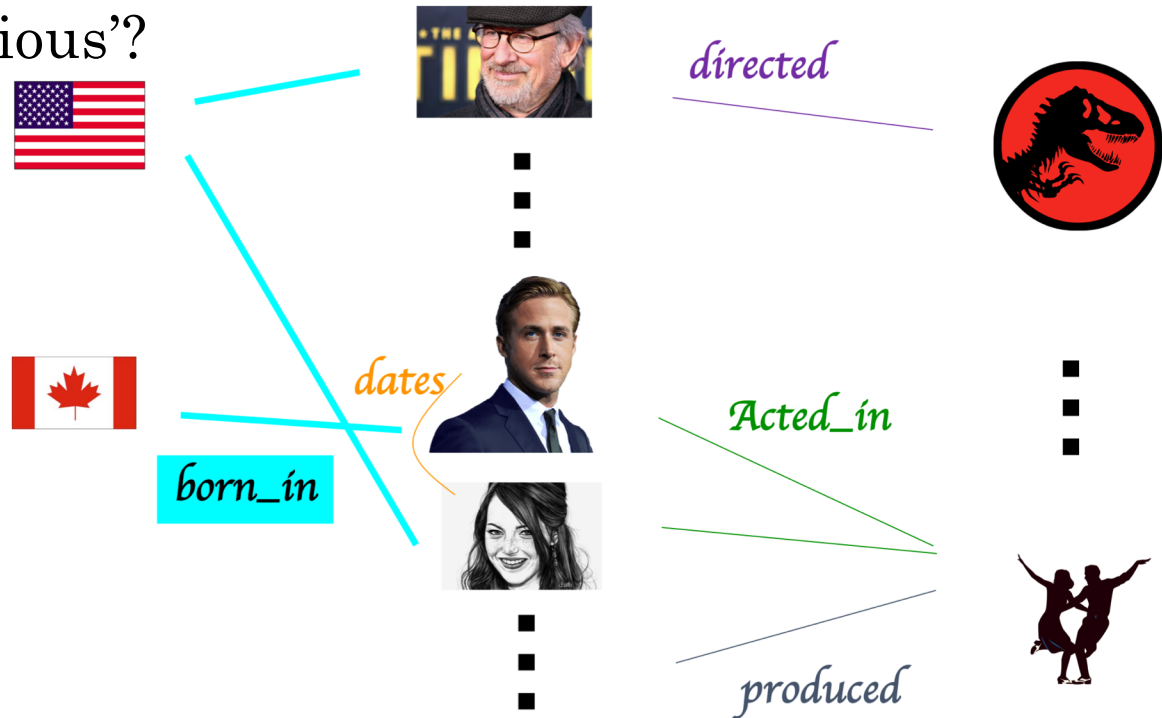 ious’?
directed
dates
Acted_in
born_in
produced